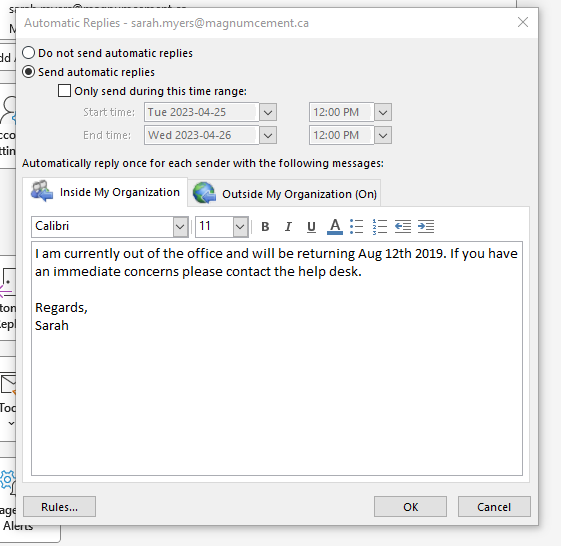 Automatic Replies - sarah.myers@magnumcement.ca
Do not send automatic replies
Send automatic replies
Only send during this time range:
Start time: Tue 2023-04-25 12:00 PM
End time: Wed 2023-04-26 12:00 PM
Automatically reply once for each sender with the following messages:
Inside My Organization Outside My Organization (On)
Calibri 11 B I U A
I am currently out of the office and will be returning Aug 12th 2019. If you have
an immediate concerns please contact the help desk.
Regards,
Sarah
Rules... OK Cancel
Alerts